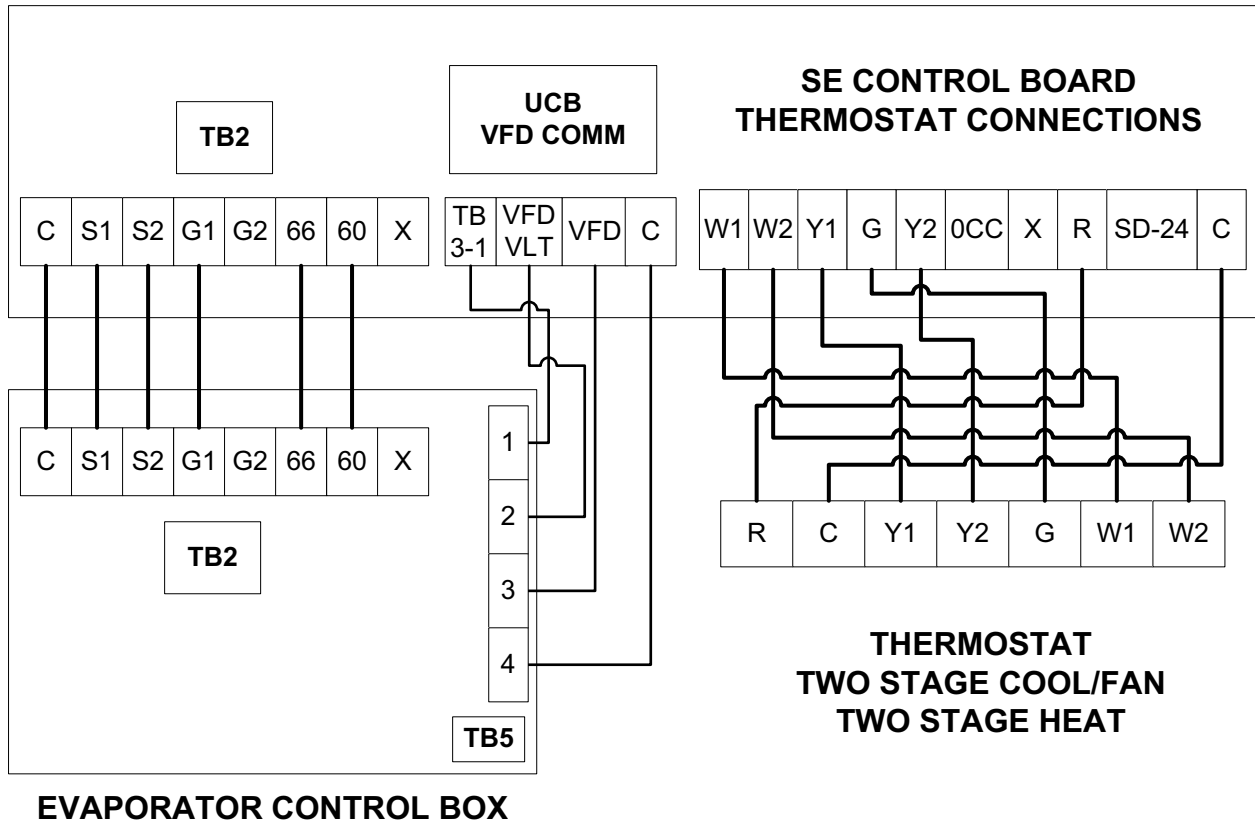 SE CONTROL BOARD
THERMOSTAT CONNECTIONS
UCB
VFD COMM
TB2
C S1 S2 G1 G2 66 60 X
TB 3-1 VFD VLT VFD C
W1 W2 Y1 G Y2 0CC X R SD-24 C
C S1 S2 G1 G2 66 60 X
TB2
1
2
3
4
TB5
R C Y1 Y2 G W1 W2
THERMOSTAT
TWO STAGE COOL/FAN
TWO STAGE HEAT
EVAPORATOR CONTROL BOX